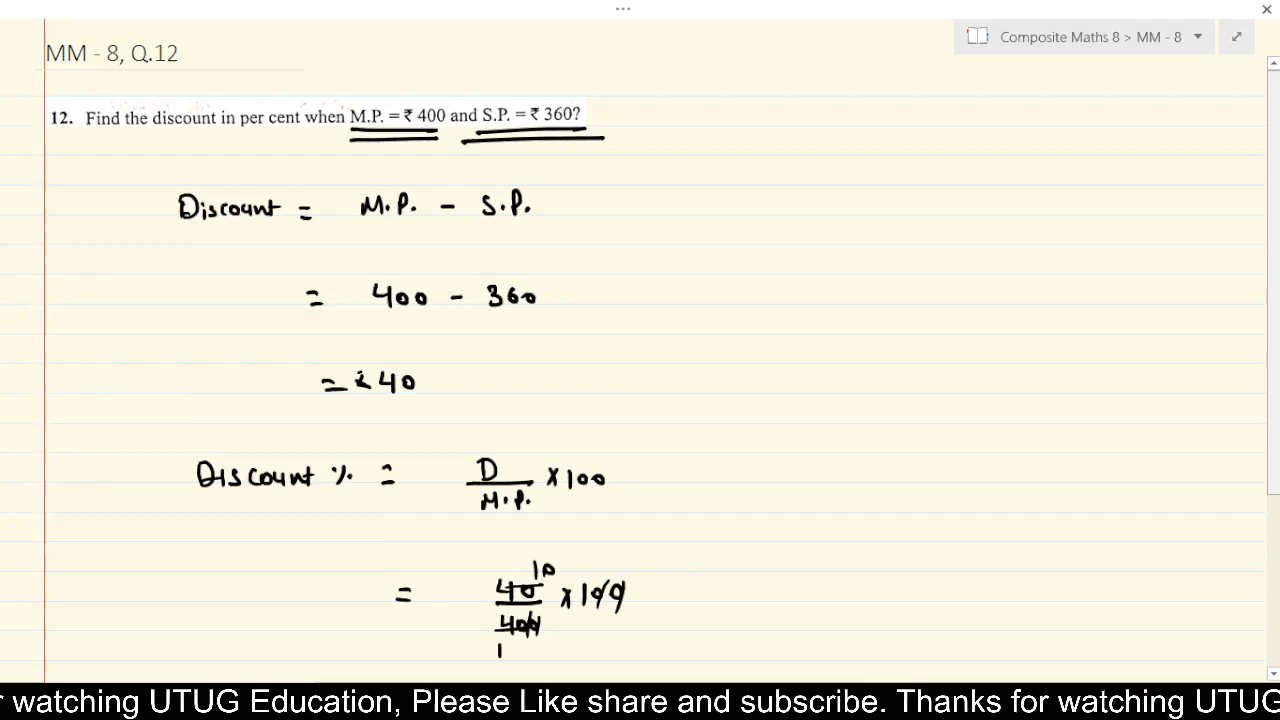 Composite Maths 8 > MM - 8
MM - 8, Q.12
12. Find the discount in per cent when M.P. = ₹ 400 and S.P. = ₹ 360?
Discount = M.P. - S.P.
= 400 - 360
= ₹ 40
Discount % = D/M.P. × 100
10
= 40/400 × 100
1
r watching UTUG Education, Please Like share and subscribe. Thanks for watching UTUG